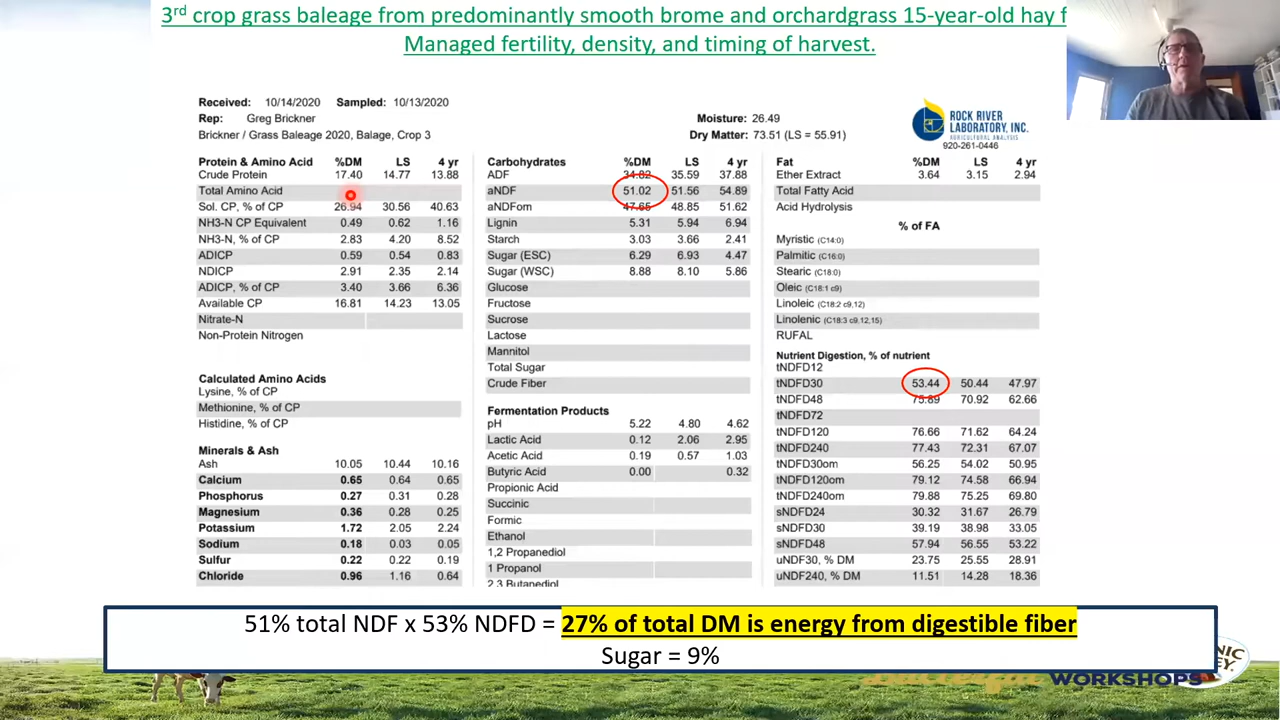 3rd crop grass baleage from predominantly smooth brome and orchardgrass 15-year-old hay
Managed fertility, density, and timing of harvest.
Received: 10/14/2020 Sampled: 10/13/2020
Rep: Greg Brickner
Brickner / Grass Baleage 2020, Balage, Crop 3
Moisture: 26.49
Dry Matter: 73.51 (LS = 55.91)
ROCK RIVER
LABORATORY, INC.
AGRICULTURAL ANALYSIS
920-261-0446
Protein & Amino Acid %DM LS 4 yr
Crude Protein 17.40 14.77 13.88
Total Amino Acid
Sol. CP, % of CP 26.94 30.56 40.63
NH3-N CP Equivalent 0.49 0.62 1.16
NH3-N, % of CP 2.83 4.20 8.52
ADICP 0.59 0.54 0.83
NDICP 2.91 2.35 2.14
ADICP, % of CP 3.40 3.66 6.36
Available CP 16.81 14.23 13.05
Nitrate-N
Non-Protein Nitrogen
Calculated Amino Acids
Lysine, % of CP
Methionine, % of CP
Histidine, % of CP
Minerals & Ash
Ash 10.05 10.44 10.16
Calcium 0.65 0.64 0.65
Phosphorus 0.27 0.31 0.28
Magnesium 0.36 0.28 0.25
Potassium 1.72 2.05 2.24
Sodium 0.18 0.03 0.05
Sulfur 0.22 0.22 0.19
Chloride 0.96 1.16 0.64
Carbohydrates %DM LS 4 yr
ADF 34.82 35.59 37.88
aNDF 51.02 51.56 54.89
aNDFom 47.65 48.85 51.62
Lignin 5.31 5.94 6.94
Starch 3.03 3.66 2.41
Sugar (ESC) 6.29 6.93 4.47
Sugar (WSC) 8.88 8.10 5.86
Glucose
Fructose
Sucrose
Lactose
Mannitol
Total Sugar
Crude Fiber
Fermentation Products
pH 5.22 4.80 4.62
Lactic Acid 0.12 2.06 2.95
Acetic Acid 0.19 0.57 1.03
Butyric Acid 0.00 0.32
Propionic Acid
Succinic
Formic
Ethanol
1,2 Propanediol
1 Propanol
2,3 Butanediol
Fat %DM LS 4 yr
Ether Extract 3.64 3.15 2.94
Total Fatty Acid
Acid Hydrolysis
% of FA
Myristic (C14:0)
Palmitic (C16:0)
Stearic (C18:0)
Oleic (C18:1 c9)
Linoleic (C18:2 c9,12)
Linolenic (C18:3 c9,12,15)
RUFAL
Nutrient Digestion, % of nutrient
tNDFD12
tNDFD30 53.44 50.44 47.97
tNDFD48 75.89 70.92 62.66
tNDFD72
tNDFD120 76.66 71.62 64.24
tNDFD240 77.43 72.31 67.07
tNDFD30om 56.25 54.02 50.95
tNDFD120om 79.12 74.58 66.94
tNDFD240om 79.88 75.25 69.80
sNDFD24 30.32 31.67 26.79
sNDFD30 39.19 38.98 33.05
sNDFD48 57.94 56.55 53.22
uNDF30, % DM 23.75 25.55 28.91
uNDF240, % DM 11.51 14.28 18.36
51% total NDF x 53% NDFD = 27% of total DM is energy from digestible fiber
Sugar = 9%
WORKSHOPS